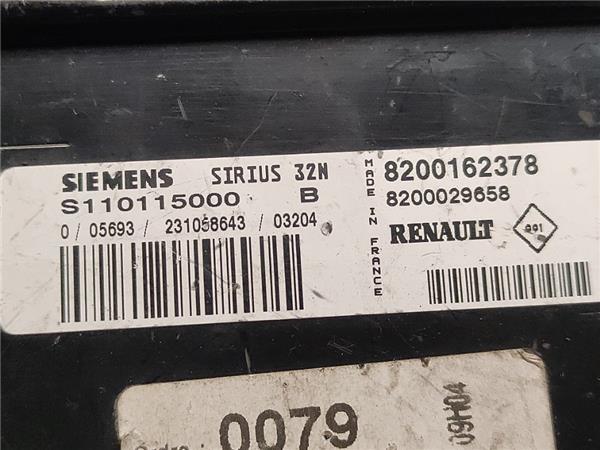 SIEMENS SIRIUS 32N
S110115000 B
0 / 05693 / 231058643 / 03204
MADE IN FRANCE
8200162378
8200029658
RENAULT
0079
09H04